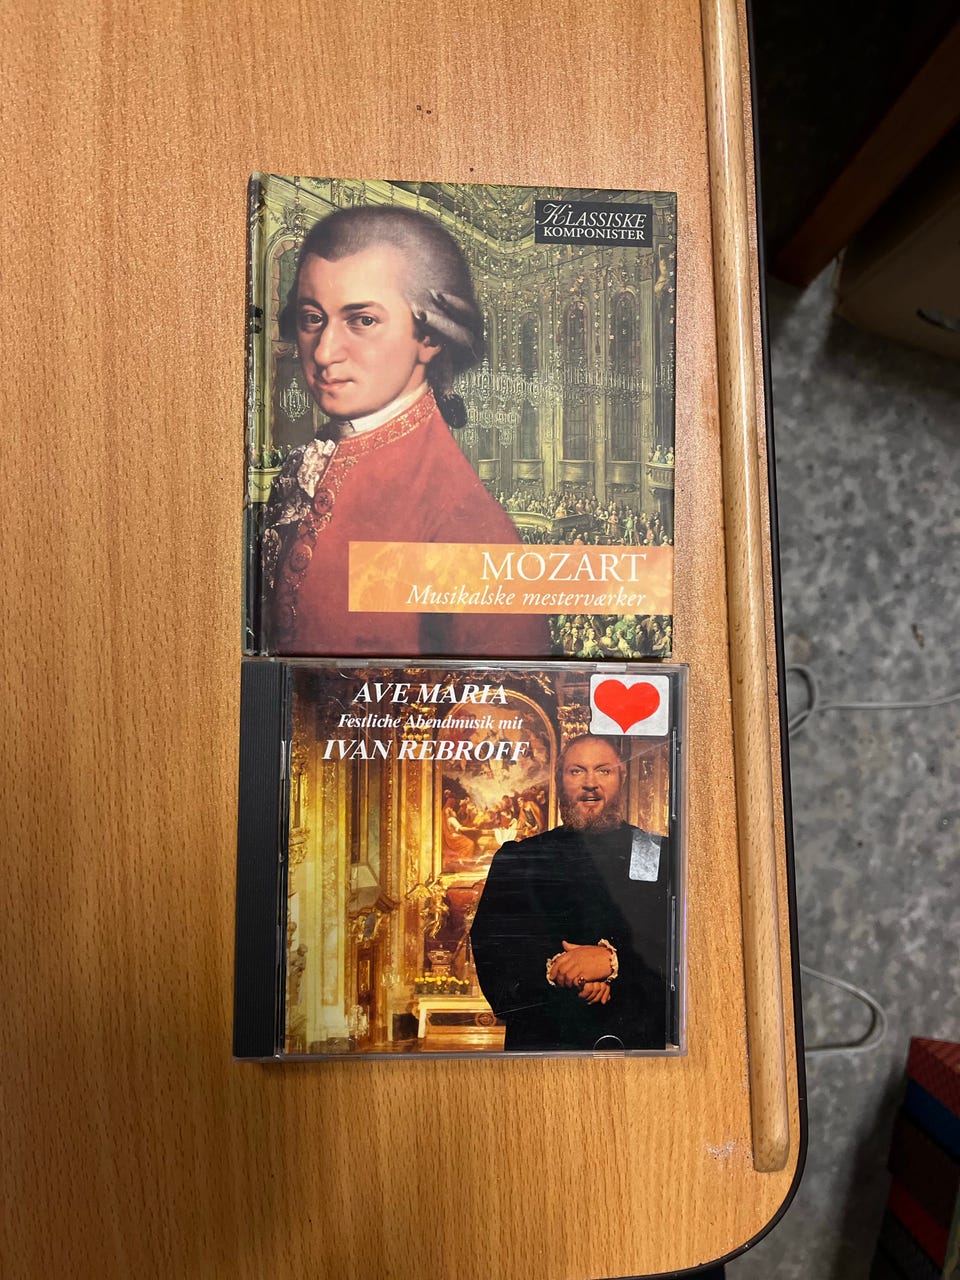 KLASSISKE
KOMPONISTER
MOZART
Musikalske mesterværker
AVE MARIA
Festliche Abendmusik mit
IVAN REBROFF